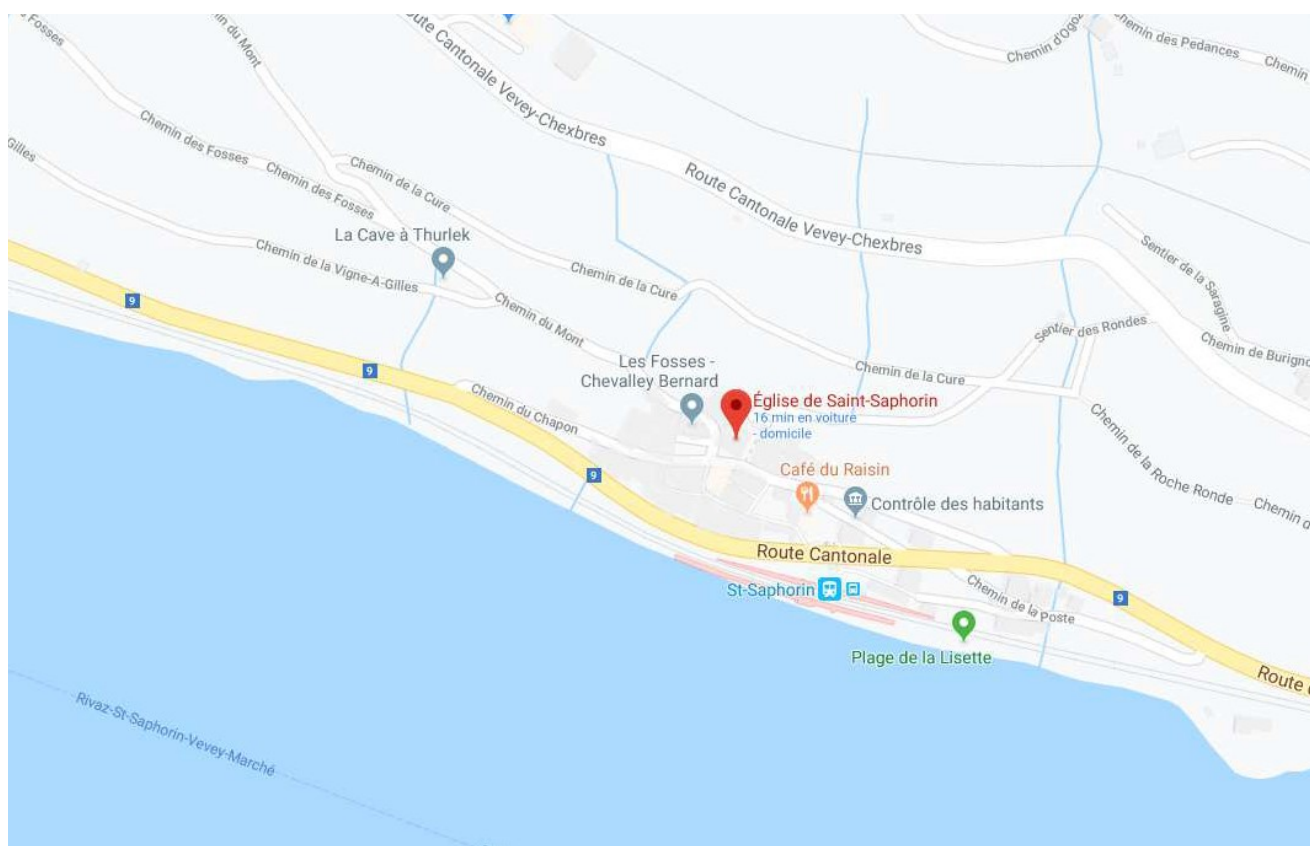 Fosses
Chemin du Mont
Route Cantonale Vevey-Chexbres
Chemin d'Ogoz
Chemin des Pedances
Chemin
Gilles
Chemin des Fosses
Chemin des Fosses
Chemin de la Cure
Route Cantonale Vevey-Chexbres
La Cave à Thurlek
Chemin de la Vigne-A-Gilles
Chemin de la Cure
Sentier de la Saragine
9
Chemin du Mont
Sentier des Rondes
Chemin de Burigno
9
Les Fosses -
Chevalley Bernard
Chemin de la Cure
Chemin du Chapon
Église de Saint-Saphorin
16 min en voiture
- domicile
Chemin de la Roche Ronde
Café du Raisin
9
Contrôle des habitants
Chemin d
Route Cantonale
St-Saphorin
Chemin de la Poste
9
Plage de la Lisette
Route C
Rivaz-St-Saphorin-Vevey-Marché